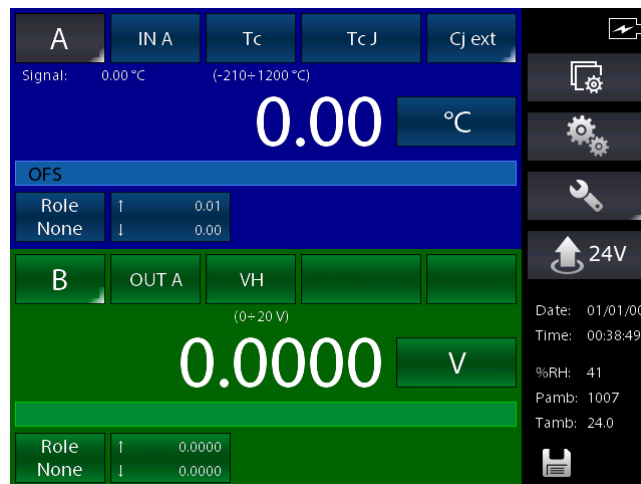 A IN A Tc Tc J Cj ext
Signal: 0.00 °C (-210÷1200 °C)
0.00 °C
OFS
Role None ↑ 0.01
↓ 0.00
B OUT A VH
(0÷20 V)
0.0000 V
Role None ↑ 0.0000
↓ 0.0000
24V
Date: 01/01/00
Time: 00:38:49
%RH: 41
Pamb: 1007
Tamb: 24.0